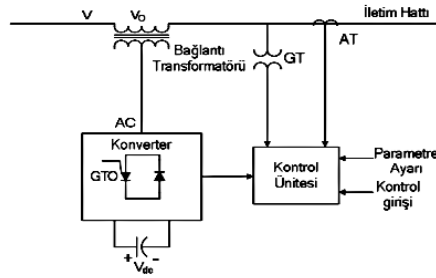 V
V₀
İletim Hattı
Bağlantı
Transformatörü
GT
AT
AC
Konverter
GTO
Kontrol
Ünitesi
Parametre
Ayarı
Kontrol
girişi
+ -
Vdc